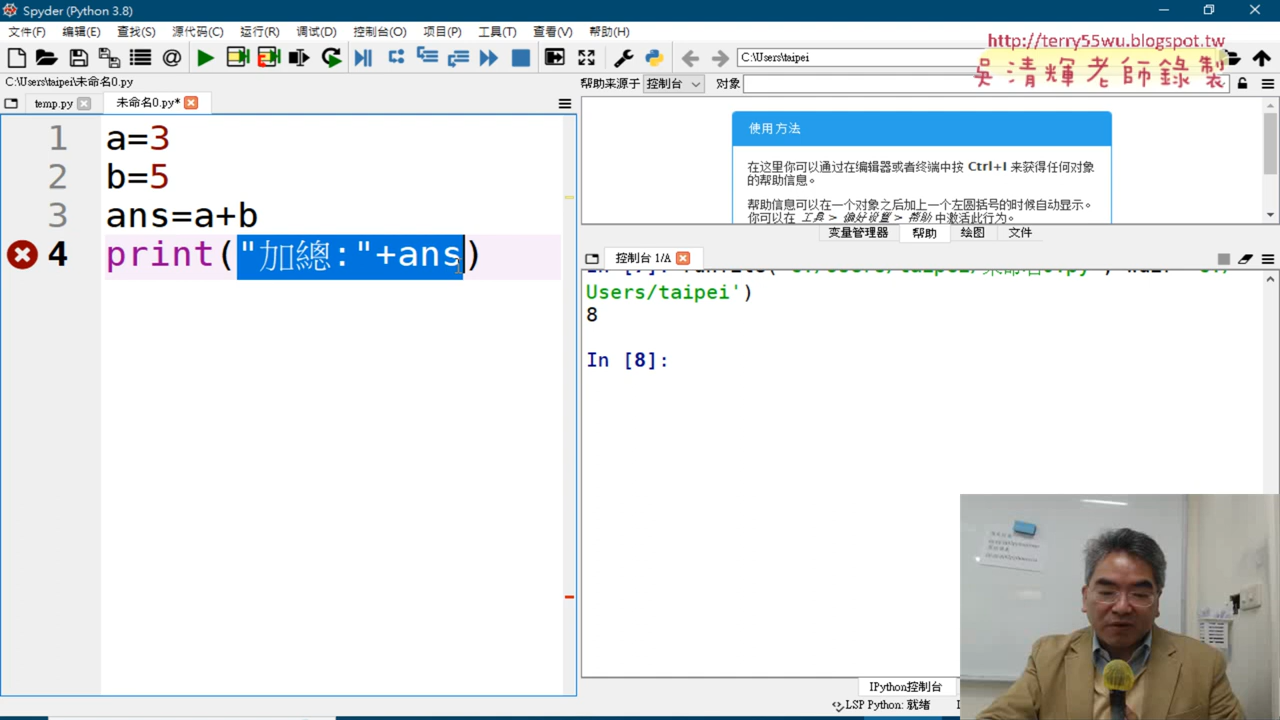 Spyder (Python 3.8)
文件(F) 编辑(E) 查找(S) 源代码(C) 运行(R) 调试(D) 控制台(O) 项目(P) 工具(T) 查看(V) 帮助(H)
http://terry55wu.blogspot.tw
吳清輝老師錄製
C:\Users\taipei
C:\Users\taipei\未命名0.py
帮助来源于 控制台 对象
temp.py 未命名0.py*
1 a=3
2 b=5
3 ans=a+b
4 print("加總:"+ans)
使用方法
在这里你可以通过在编辑器或者终端中按 Ctrl+I 来获得任何对象
的帮助信息。
帮助信息可以在一个对象之后加上一个左圆括号的时候自动显示。
你可以在 工具 > 偏好设置 > 帮助 中激活此行为。
变量管理器 帮助 绘图 文件
控制台 1/A
Users/taipei')
8
In [8]:
IPython控制台
LSP Python: 就绪